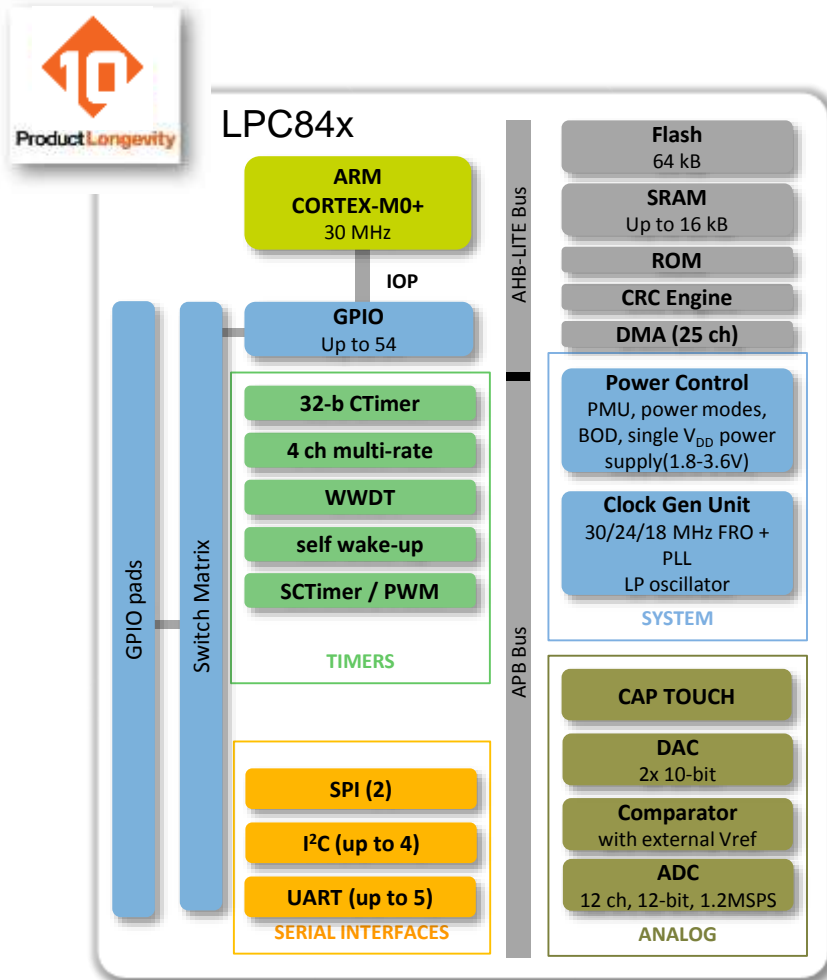 10
ProductLongevity
LPC84x
ARM
CORTEX-M0+
30 MHz
IOP
GPIO
Up to 54
GPIO pads
Switch Matrix
32-b CTimer
4 ch multi-rate
WWDT
self wake-up
SCTimer / PWM
TIMERS
SPI (2)
I²C (up to 4)
UART (up to 5)
SERIAL INTERFACES
AHB-LITE Bus
APB Bus
Flash
64 kB
SRAM
Up to 16 kB
ROM
CRC Engine
DMA (25 ch)
Power Control
PMU, power modes,
BOD, single VDD power
supply(1.8-3.6V)
Clock Gen Unit
30/24/18 MHz FRO +
PLL
LP oscillator
SYSTEM
CAP TOUCH
DAC
2x 10-bit
Comparator
with external Vref
ADC
12 ch, 12-bit, 1.2MSPS
ANALOG